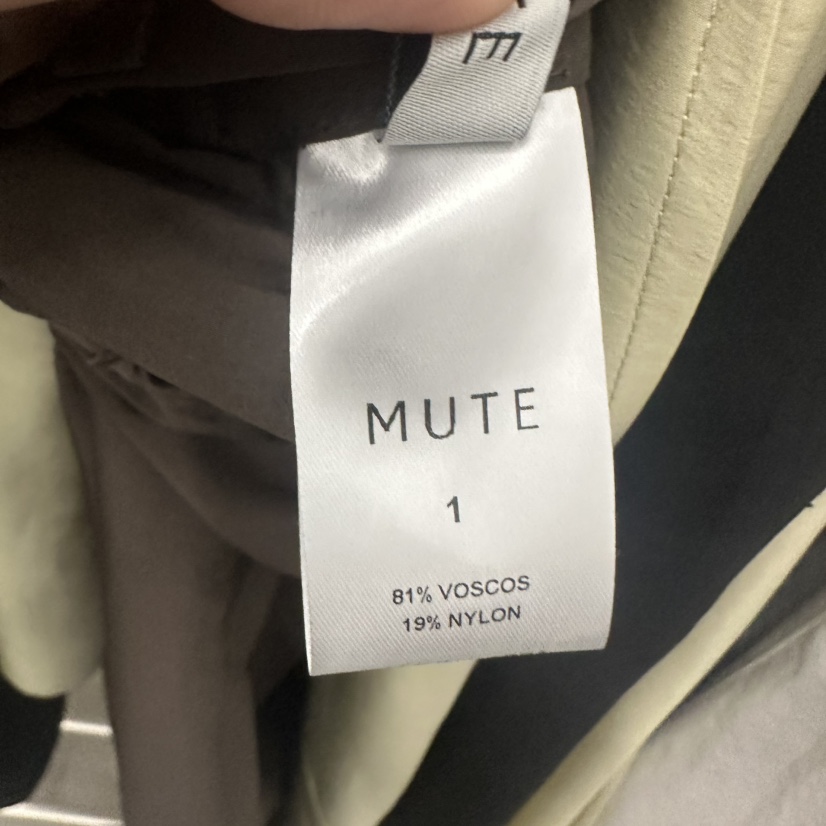 MUTE
1
81% VOSCOS
19% NYLON